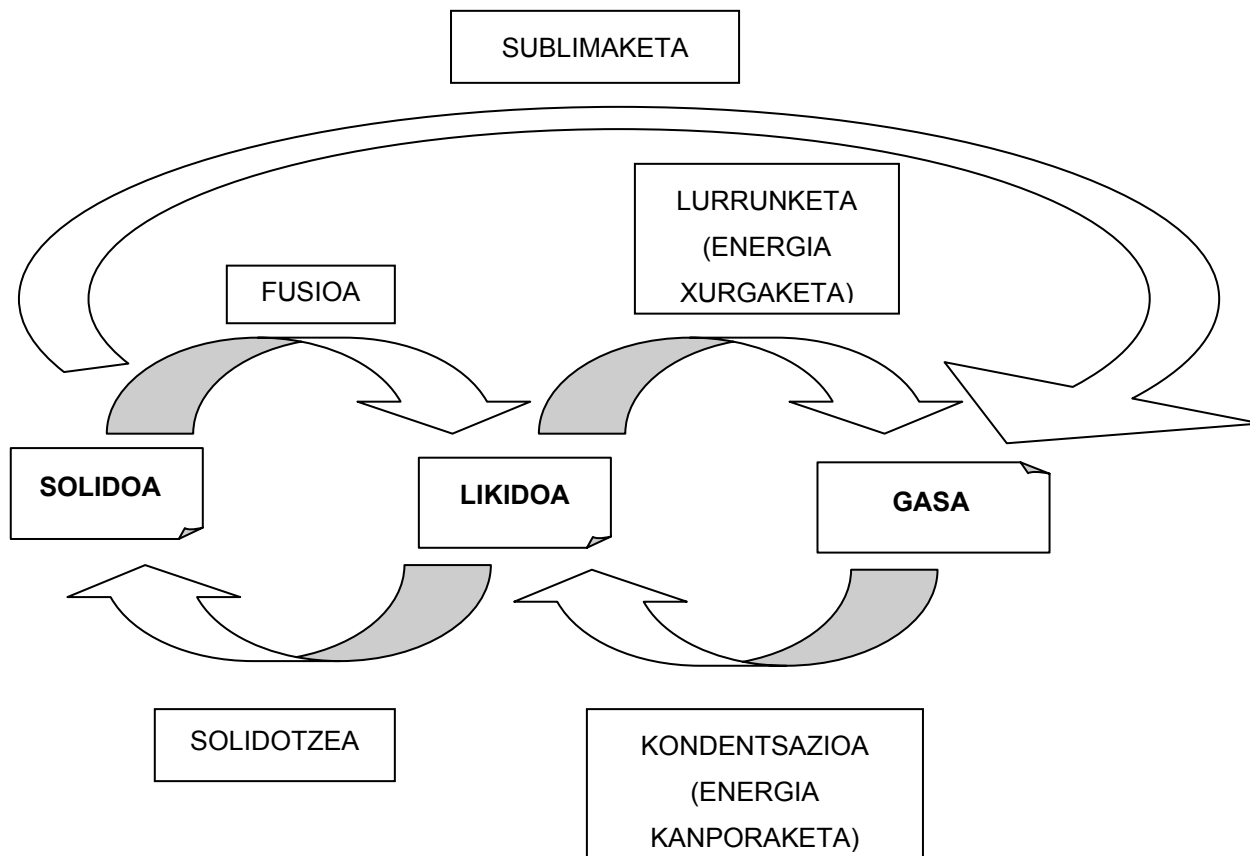 SUBLIMAKETA
LURRUNKETA
(ENERGIA
XURGAKETA)
FUSIOA
SOLIDOA
LIKIDOA
GASA
SOLIDOTZEA
KONDENTSAZIOA
(ENERGIA
KANPORAKETA)